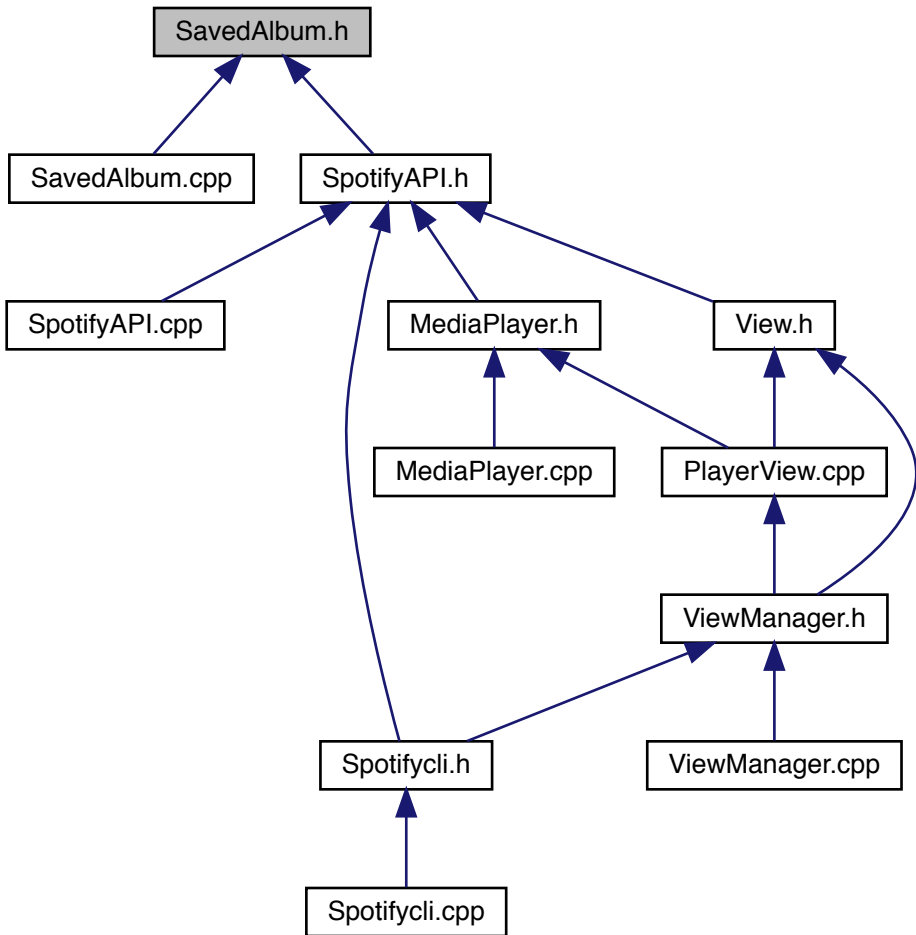 SavedAlbum.h
SavedAlbum.cpp
SpotifyAPI.h
SpotifyAPI.cpp
MediaPlayer.h
View.h
MediaPlayer.cpp
PlayerView.cpp
ViewManager.h
Spotifycli.h
ViewManager.cpp
Spotifycli.cpp